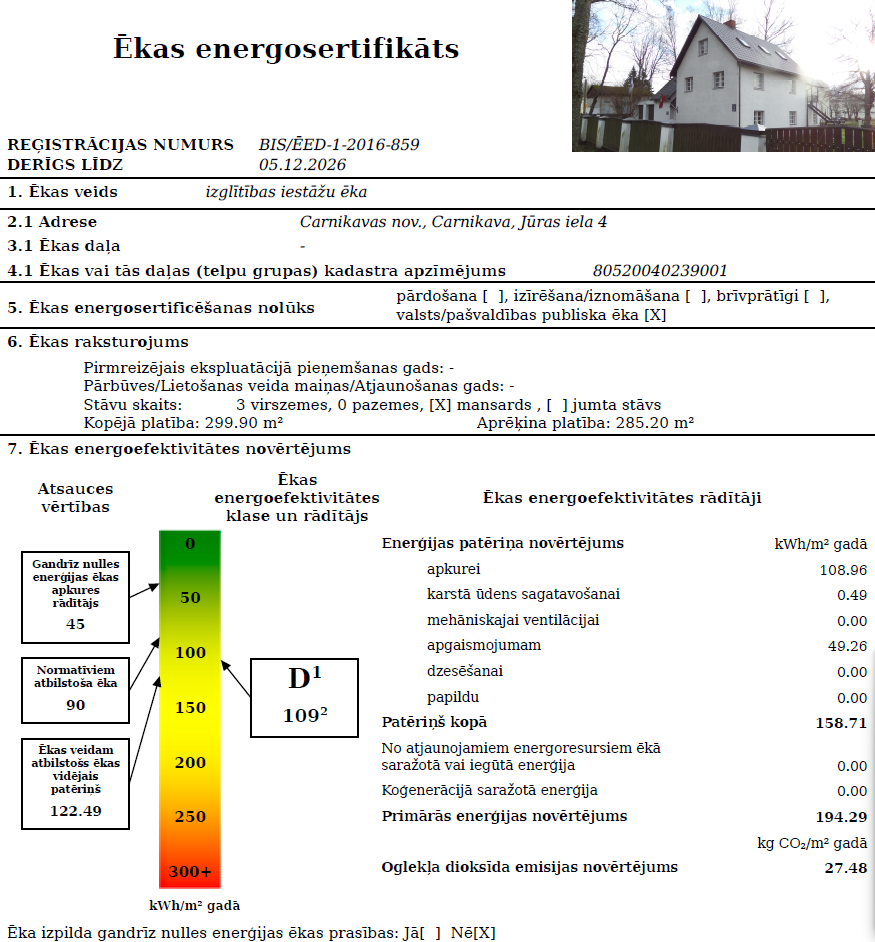 Ēkas energosertifikāts
REĢISTRĀCIJAS NUMURS BIS/ĒED-1-2016-859
DERĪGS LĪDZ 05.12.2026
1. Ēkas veids izglītības iestāžu ēka
2.1 Adrese Carnikavas nov., Carnikava, Jūras iela 4
3.1 Ēkas daļa -
4.1 Ēkas vai tās daļas (telpu grupas) kadastra apzīmējums 80520040239001
5. Ēkas energosertificēšanas nolūks pārdošana [ ], izīrēšana/iznomāšana [ ], brīvprātīgi [ ],
valsts/pašvaldības publiska ēka [X]
6. Ēkas raksturojums
Pirmreizējais ekspluatācijā pieņemšanas gads: -
Pārbūves/Lietošanas veida maiņas/Atjaunošanas gads: -
Stāvu skaits: 3 virszemes, 0 pazemes, [X] mansards , [ ] jumta stāvs
Kopējā platība: 299.90 m² Aprēķina platība: 285.20 m²
7. Ēkas energoefektivitātes novērtējums
Atsauces
vērtības
Ēkas
energoefektivitātes
klase un rādītājs
Ēkas energoefektivitātes rādītāji
Gandrīz nulles
enerģijas ēkas
apkures
rādītājs
45
Normatīviem
atbilstoša ēka
90
Ēkas veidam
atbilstošs ēkas
vidējais
patēriņš
122.49
0
50
100
150
200
250
300+
kWh/m² gadā
D¹
109²
Enerģijas patēriņa novērtējums kWh/m² gadā
apkurei 108.96
karstā ūdens sagatavošanai 0.49
mehāniskajai ventilācijai 0.00
apgaismojumam 49.26
dzesēšanai 0.00
papildu 0.00
Patēriņš kopā 158.71
No atjaunojamiem energoresursiem ēkā
saražotā vai iegūtā enerģija 0.00
Koģenerācijā saražotā enerģija 0.00
Primārās enerģijas novērtējums 194.29
kg CO₂/m² gadā
Oglekļa dioksīda emisijas novērtējums 27.48
Ēka izpilda gandrīz nulles enerģijas ēkas prasības: Jā[ ] Nē[X]